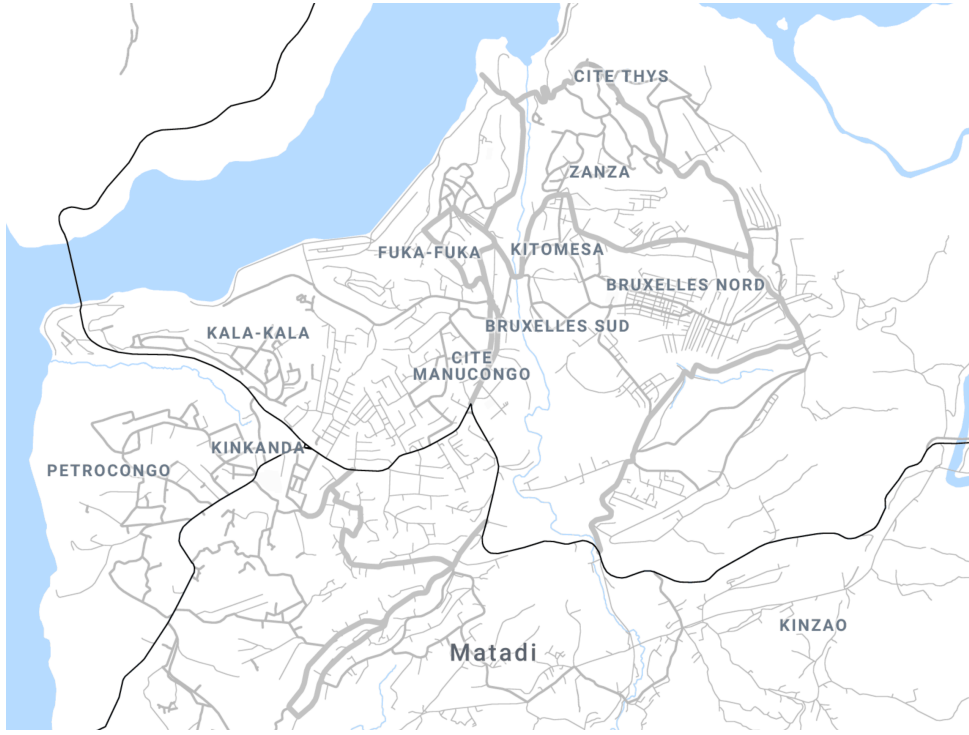 CITE THYS
ZANZA
FUKA-FUKA
KITOMESA
BRUXELLES NORD
BRUXELLES SUD
KALA-KALA
CITE
MANUCONGO
KINKANDA
PETROCONGO
KINZAO
Matadi